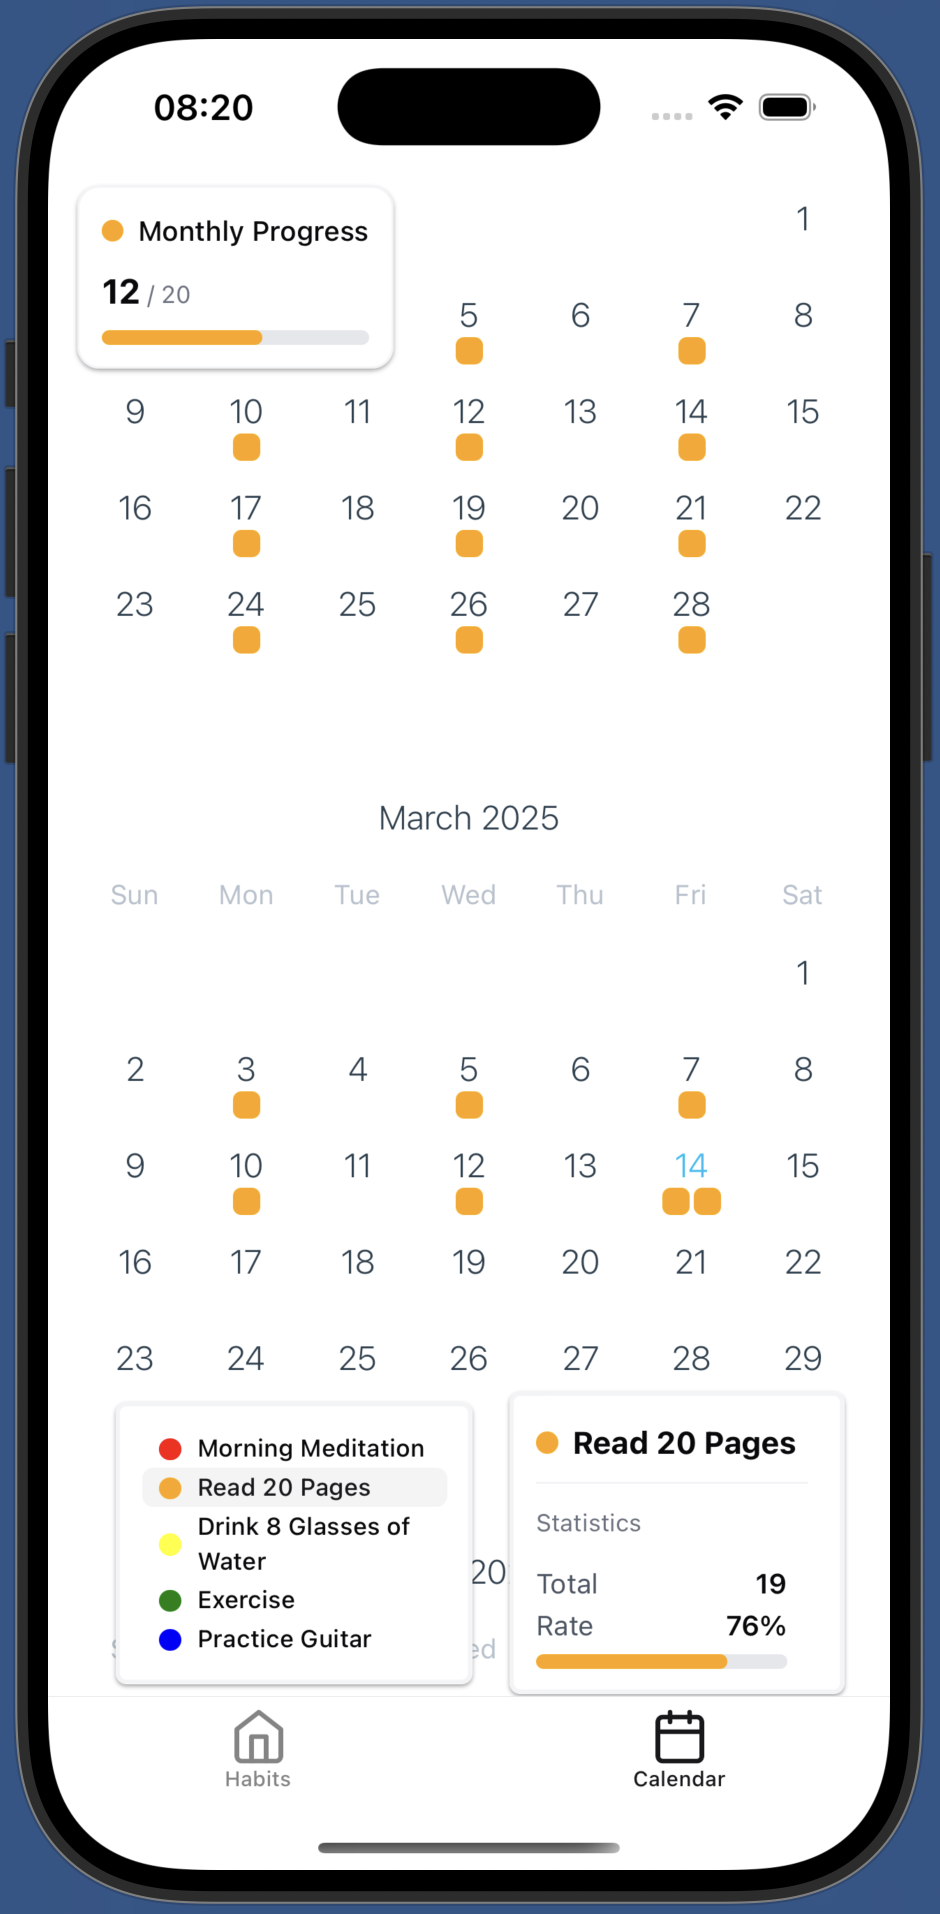 08:20
Monthly Progress
12 / 20
1
5 6 7 8
9 10 11 12 13 14 15
16 17 18 19 20 21 22
23 24 25 26 27 28
March 2025
Sun Mon Tue Wed Thu Fri Sat
1
2 3 4 5 6 7 8
9 10 11 12 13 14 15
16 17 18 19 20 21 22
23 24 25 26 27 28 29
Morning Meditation
Read 20 Pages
Drink 8 Glasses of
Water
Exercise
Practice Guitar
20
ed
Read 20 Pages
Statistics
Total 19
Rate 76%
Habits
Calendar